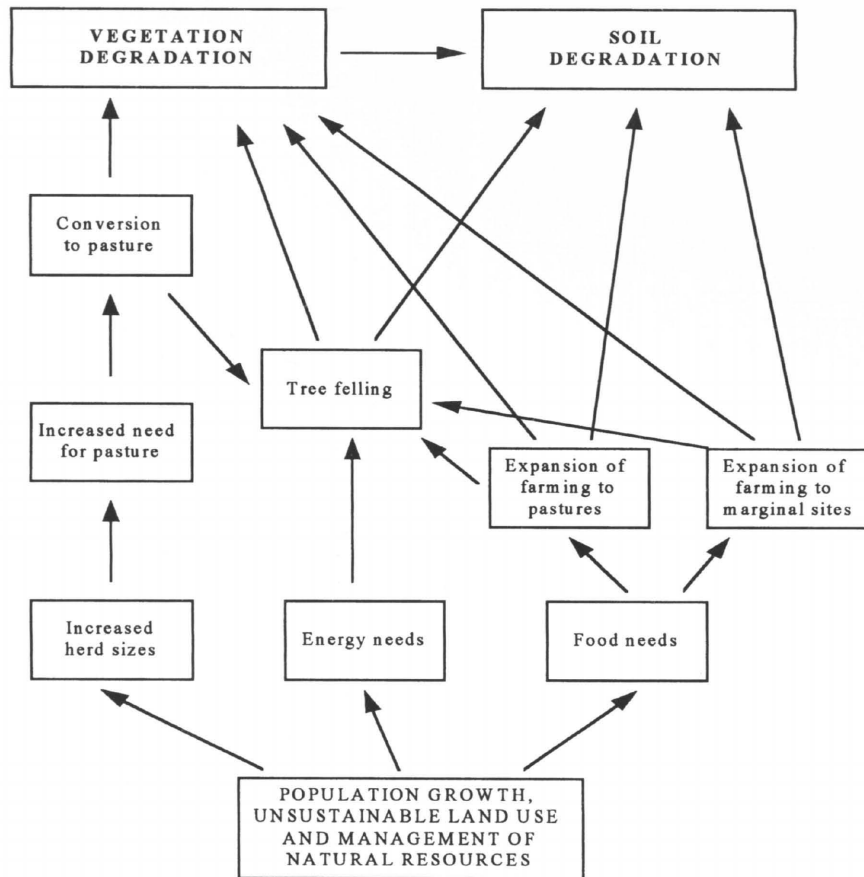 VEGETATION
DEGRADATION
SOIL
DEGRADATION
Conversion
to pasture
Tree felling
Increased need
for pasture
Expansion of
farming to
pastures
Expansion of
farming to
marginal sites
Increased
herd sizes
Energy needs
Food needs
POPULATION GROWTH,
UNSUSTAINABLE LAND USE
AND MANAGEMENT OF
NATURAL RESOURCES